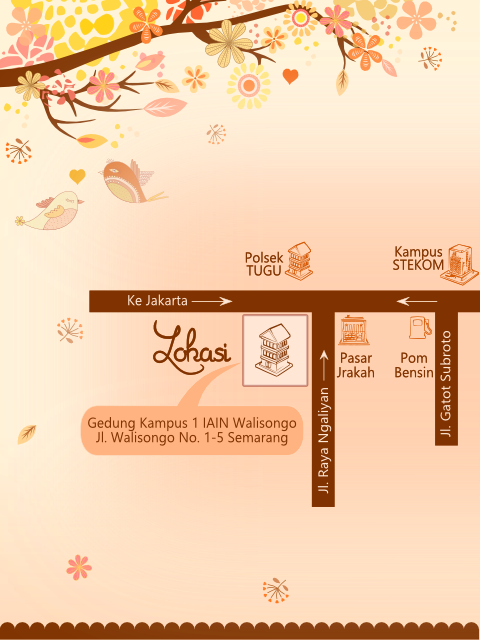 Polsek
TUGU
Kampus
STEKOM
Ke Jakarta
Lokasi
Pasar
Jrakah
Pom
Bensin
Jl. Gatot Subroto
Jl. Raya Ngaliyan
Gedung Kampus 1 IAIN Walisongo
Jl. Walisongo No. 1-5 Semarang